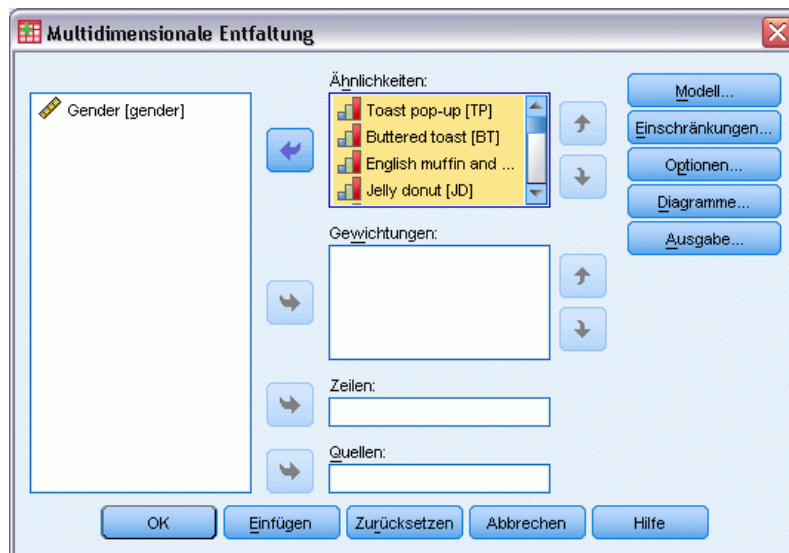 Multidimensionale Entfaltung
Gender [gender]
Ähnlichkeiten:
Toast pop-up [TP]
Buttered toast [BT]
English muffin and ...
Jelly donut [JD]
Gewichtungen:
Zeilen:
Quellen:
Modell...
Einschränkungen...
Optionen...
Diagramme...
Ausgabe...
OK
Einfügen
Zurücksetzen
Abbrechen
Hilfe